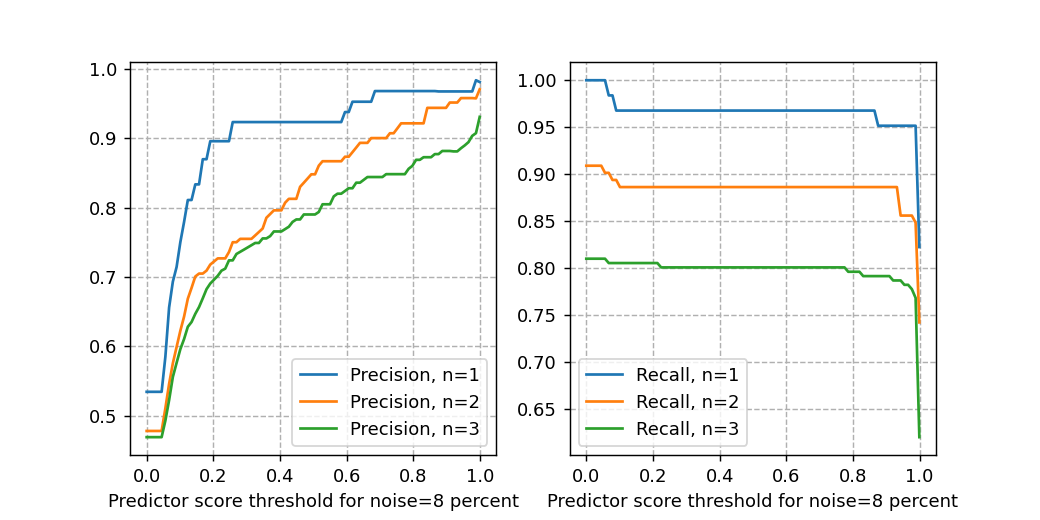 1.0
0.9
0.8
0.7
0.6
0.5
0.0 0.2 0.4 0.6 0.8 1.0
Precision, n=1
Precision, n=2
Precision, n=3
Predictor score threshold for noise=8 percent
1.00
0.95
0.90
0.85
0.80
0.75
0.70
0.65
0.0 0.2 0.4 0.6 0.8 1.0
Recall, n=1
Recall, n=2
Recall, n=3
Predictor score threshold for noise=8 percent